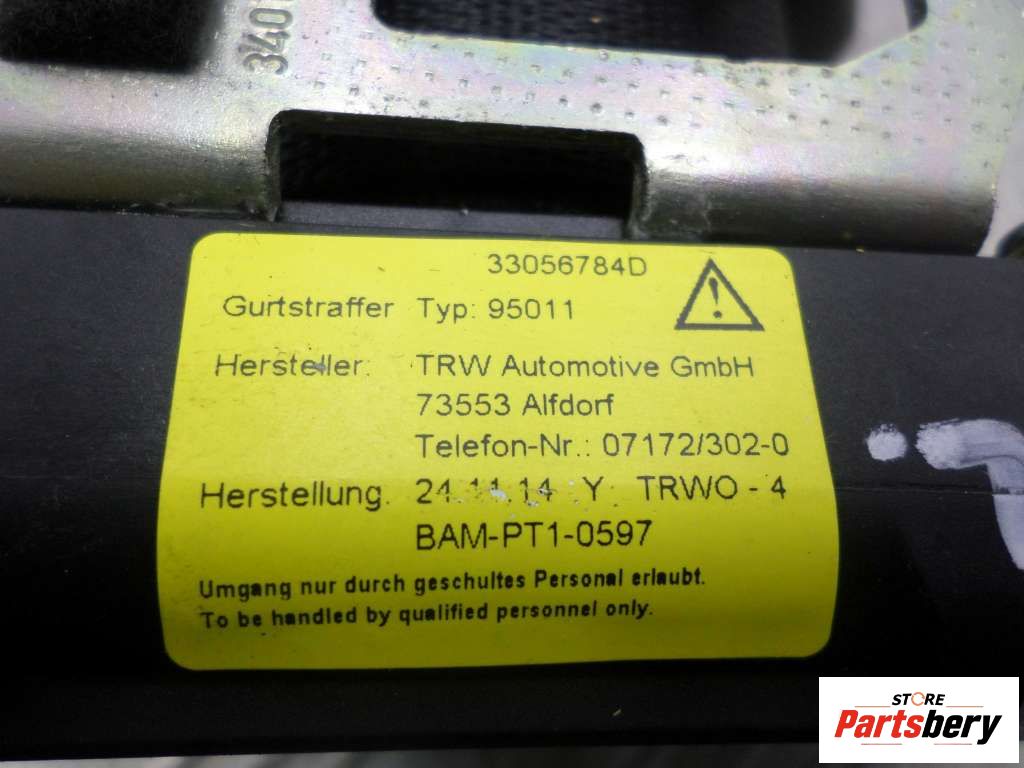 340
33056784D
Gurtstraffer Typ: 95011
Hersteller: TRW Automotive GmbH
73553 Alfdorf
Telefon-Nr.: 07172/302-0
Herstellung. 24.11.14 Y TRWO - 4
BAM-PT1-0597
Umgang nur durch geschultes Personal erlaubt.
To be handled by qualified personnel only.
STORE
Partsbery